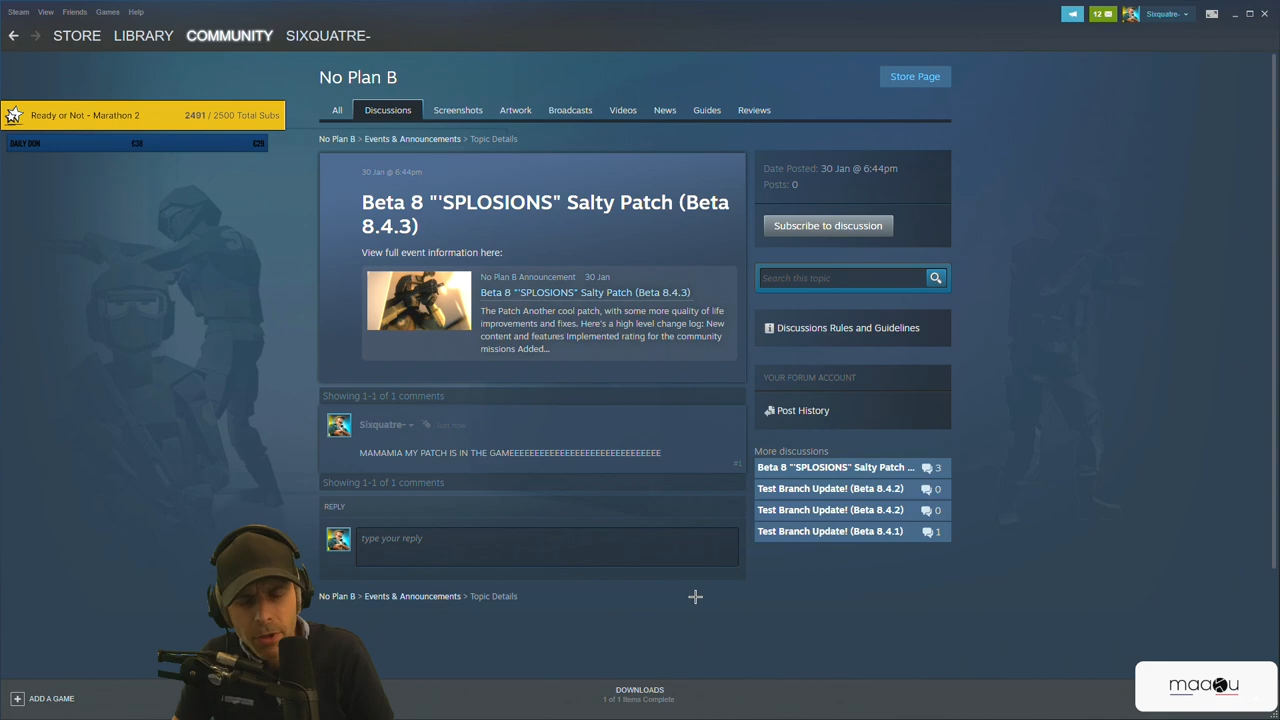 Steam View Friends Games Help
12
Sixquatre-
STORE LIBRARY COMMUNITY SIXQUATRE-
No Plan B
Store Page
All Discussions Screenshots Artwork Broadcasts Videos News Guides Reviews
Ready or Not - Marathon 2 2491 / 2500 Total Subs
DAILY DON €38 €29
No Plan B > Events & Announcements > Topic Details
30 Jan @ 6:44pm
Beta 8 "'SPLOSIONS" Salty Patch (Beta
8.4.3)
View full event information here:
No Plan B Announcement 30 Jan
Beta 8 "'SPLOSIONS" Salty Patch (Beta 8.4.3)
The Patch Another cool patch, with some more quality of life
improvements and fixes. Here's a high level change log: New
content and features Implemented rating for the community
missions Added...
Date Posted: 30 Jan @ 6:44pm
Posts: 0
Subscribe to discussion
Search this topic
Discussions Rules and Guidelines
YOUR FORUM ACCOUNT
Post History
Showing 1-1 of 1 comments
Sixquatre- Just now
MAMAMIA MY PATCH IS IN THE GAMEEEEEEEEEEEEEEEEEEEEEEEEEEEEEE
#1
Showing 1-1 of 1 comments
REPLY
type your reply
More discussions
Beta 8 "'SPLOSIONS" Salty Patch ... 3
Test Branch Update! (Beta 8.4.2) 0
Test Branch Update! (Beta 8.4.2) 0
Test Branch Update! (Beta 8.4.1) 1
No Plan B > Events & Announcements > Topic Details
ADD A GAME
DOWNLOADS
1 of 1 Items Complete